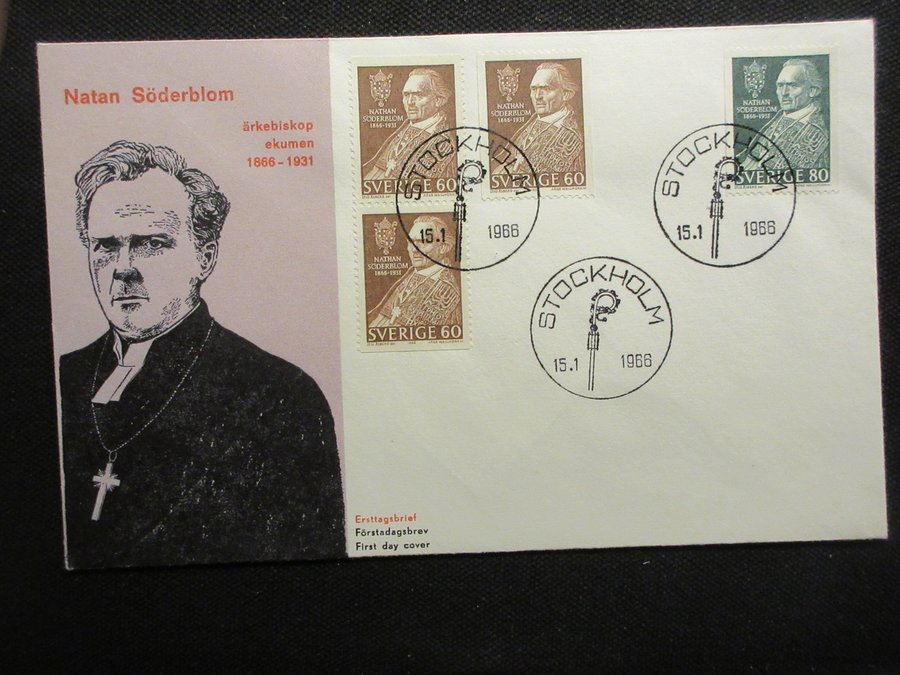 Natan Söderblom
ärkebiskop
ekumen
1866-1931
NATHAN
SÖDERBLOM
1866-1931
SVERIGE 60
NATHAN
SÖDERBLOM
1866-1931
SVERIGE 60
NATHAN
SÖDERBLOM
1866-1931
SVERIGE 80
NATHAN
SÖDERBLOM
1866-1931
SVERIGE 60
STOCKHOLM
15.1 1966
STOCKHOLM
15.1 1966
STOCKHOLM
15.1 1966
Ersttagsbrief
Förstadagsbrev
First day cover